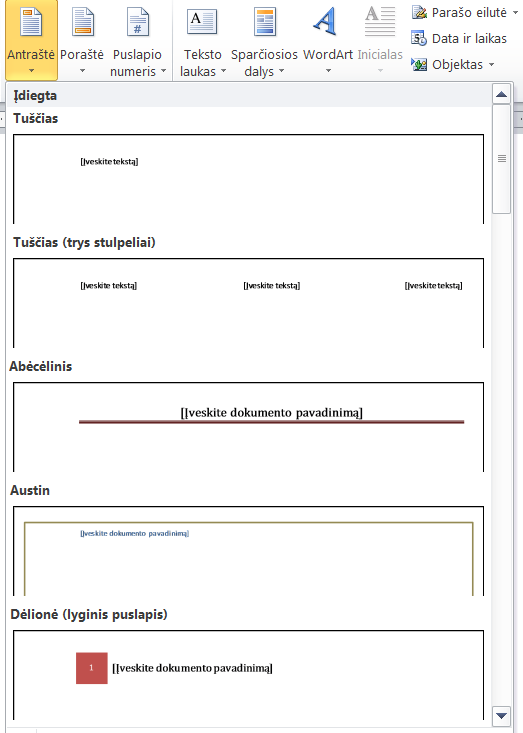 Antraštė
Poraštė
Puslapio
numeris
Teksto
laukas
Sparčiosios
dalys
WordArt
Inicialas
Parašo eilutė
Data ir laikas
Objektas
Įdiegta
Tuščias
[Įveskite tekstą]
Tuščias (trys stulpeliai)
[Įveskite tekstą] [Įveskite tekstą] [Įveskite tekstą]
Abėcėlinis
[Įveskite dokumento pavadinimą]
Austin
[Įveskite dokumento pavadinimą]
Dėlionė (lyginis puslapis)
1 [Įveskite dokumento pavadinimą]